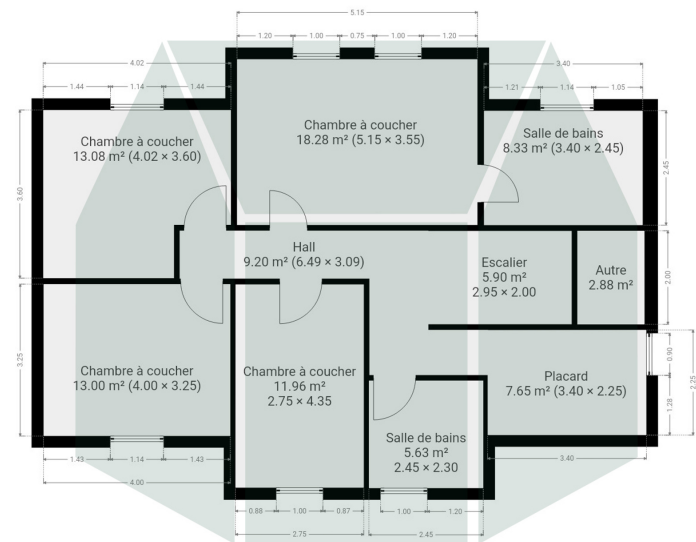 5.15
1.20 1.00 0.75 1.00 1.20
4.02
3.40
1.44 1.14 1.44
1.21 1.14 1.05
Chambre à coucher
18.28 m² (5.15 × 3.55)
Chambre à coucher
13.08 m² (4.02 × 3.60)
Salle de bains
8.33 m² (3.40 × 2.45)
3.60
2.45
Hall
9.20 m² (6.49 × 3.09)
Escalier
5.90 m²
2.95 × 2.00
Autre
2.88 m²
2.00
3.25
0.90
2.25
1.28
Chambre à coucher
13.00 m² (4.00 × 3.25)
Chambre à coucher
11.96 m²
2.75 × 4.35
Placard
7.65 m² (3.40 × 2.25)
Salle de bains
5.63 m²
2.45 × 2.30
1.43 1.14 1.43
3.40
4.00
0.88 1.00 0.87
1.00 1.20
2.75
2.45